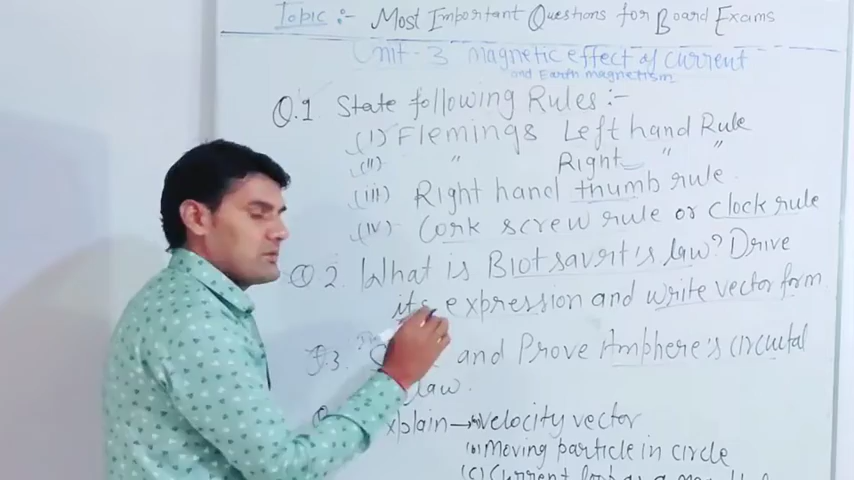 Topic :- Most Important Questions for Board Exams
Unit - 3 magnetic effect of current
and Earth magnetism
Q.1 State following Rules :-
(i) Flemings Left hand Rule
(ii) " Right " "
(iii) Right hand thumb rule
(iv) Cork screw rule or clock rule
Q 2. What is Biotsavrit's law? Drive
its expression and write vector form
.3 and Prove Amphere's circuital
law.
xplain → velocity vector
(b) Moving particle in circle
(c) Current